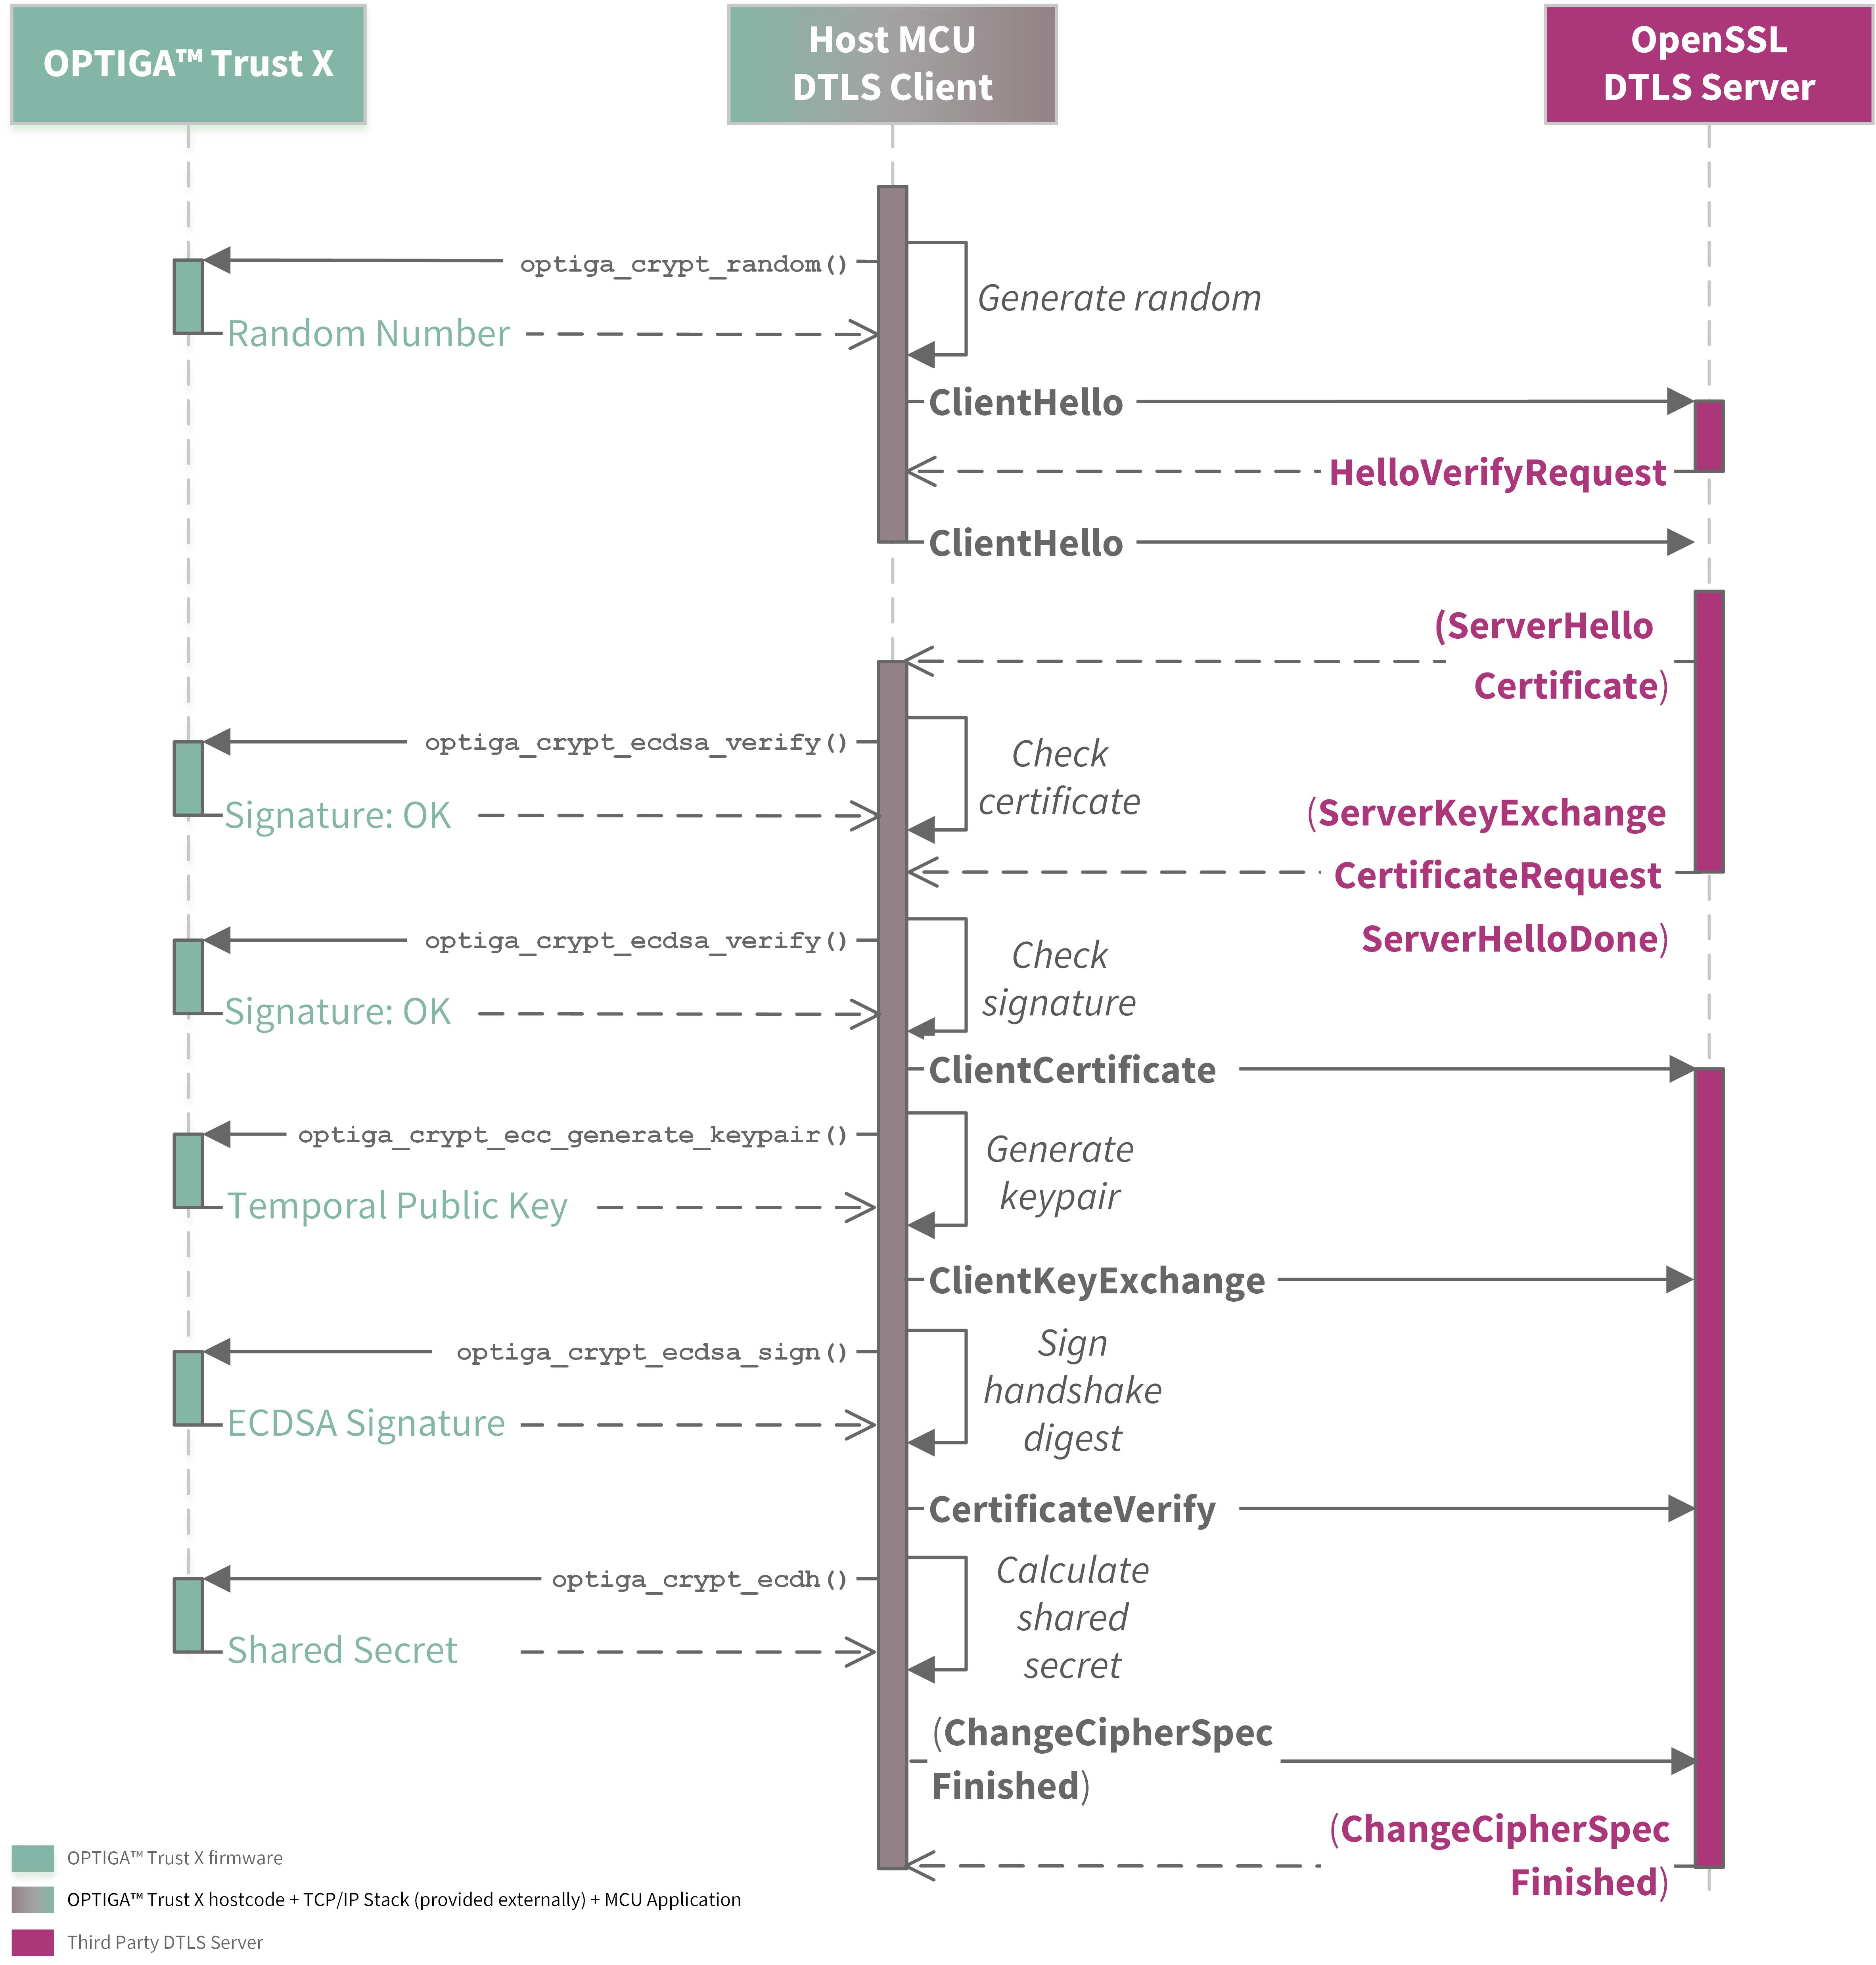 OPTIGA™ Trust X
Host MCU
DTLS Client
OpenSSL
DTLS Server
optiga_crypt_random()
Generate random
Random Number
ClientHello
HelloVerifyRequest
ClientHello
(ServerHello
Certificate)
optiga_crypt_ecdsa_verify()
Check
certificate
Signature: OK
(ServerKeyExchange
CertificateRequest
ServerHelloDone)
optiga_crypt_ecdsa_verify()
Check
signature
Signature: OK
ClientCertificate
optiga_crypt_ecc_generate_keypair()
Generate
keypair
Temporal Public Key
ClientKeyExchange
optiga_crypt_ecdsa_sign()
Sign
handshake
digest
ECDSA Signature
CertificateVerify
optiga_crypt_ecdh()
Calculate
shared
secret
Shared Secret
(ChangeCipherSpec
Finished)
(ChangeCipherSpec
Finished)
OPTIGA™ Trust X firmware
OPTIGA™ Trust X hostcode + TCP/IP Stack (provided externally) + MCU Application
Third Party DTLS Server